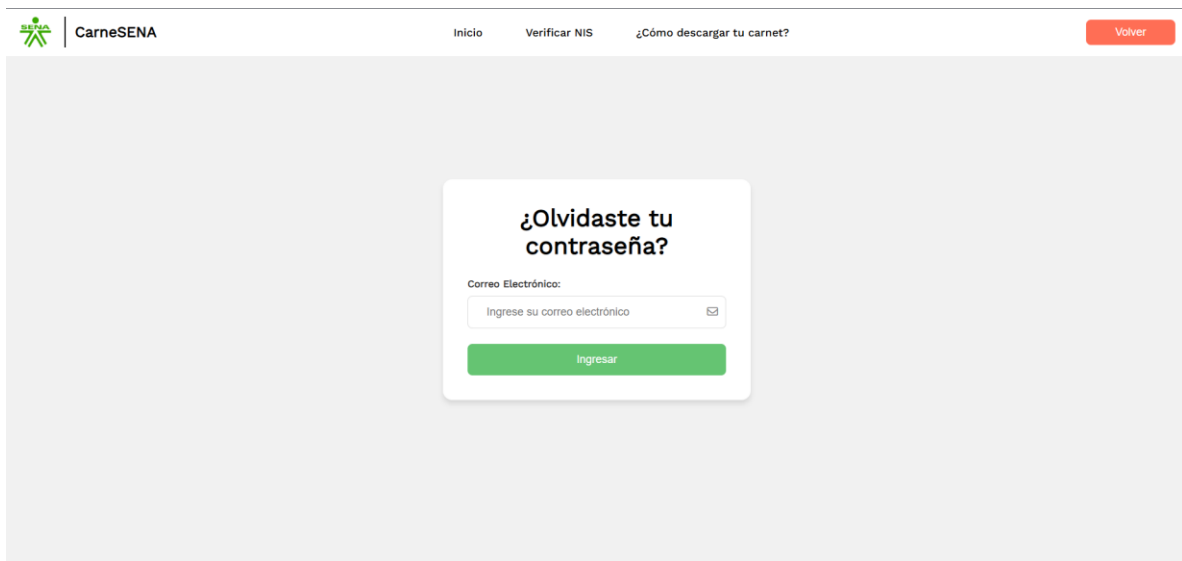 SENA
CarneSENA
Inicio
Verificar NIS
¿Cómo descargar tu carnet?
Volver
¿Olvidaste tu
contraseña?
Correo Electrónico:
Ingrese su correo electrónico
Ingresar